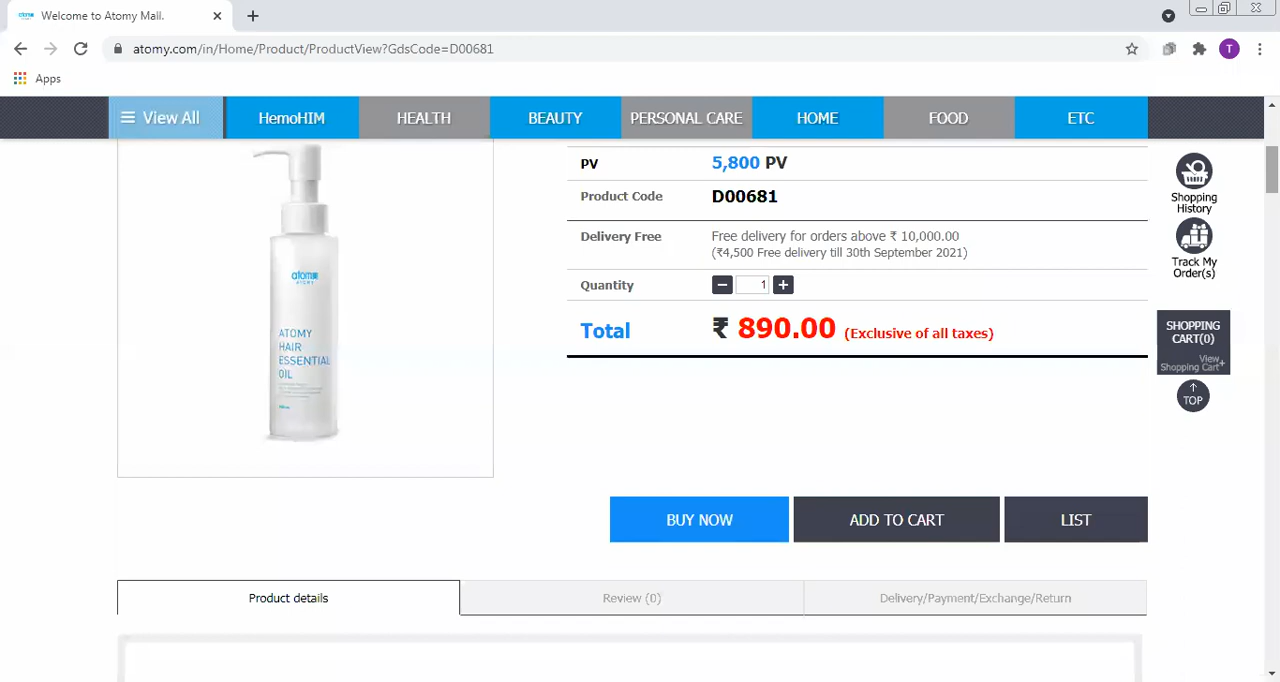 Welcome to Atomy Mall.
atomy.com/in/Home/Product/ProductView?GdsCode=D00681
T
Apps
View All
HemoHIM
HEALTH
BEAUTY
PERSONAL CARE
HOME
FOOD
ETC
PV 5,800 PV
Product Code D00681
Delivery Free Free delivery for orders above ₹ 10,000.00
(₹4,500 Free delivery till 30th September 2021)
Quantity 1
Total ₹ 890.00 (Exclusive of all taxes)
atomy
ATOMY
HAIR
ESSENTIAL
OIL
Shopping
History
Track My
Order(s)
SHOPPING
CART(0)
View
Shopping Cart+
TOP
BUY NOW
ADD TO CART
LIST
Product details
Review (0)
Delivery/Payment/Exchange/Return